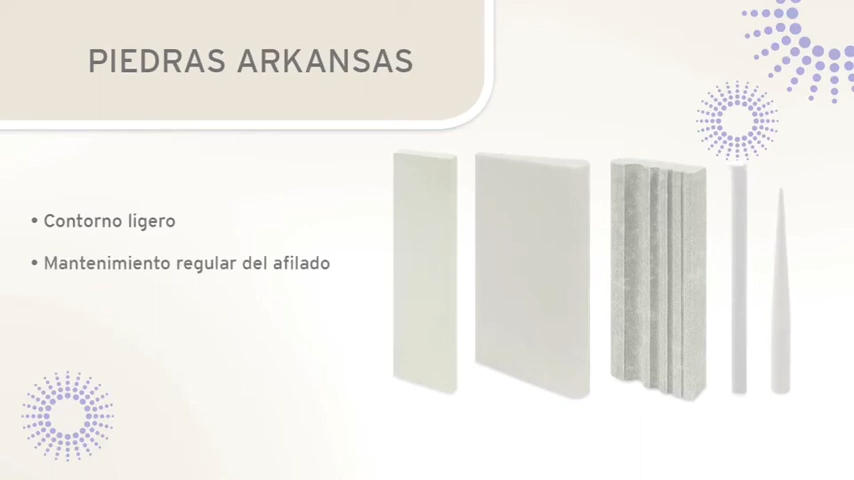 PIEDRAS ARKANSAS
• Contorno ligero
• Mantenimiento regular del afilado